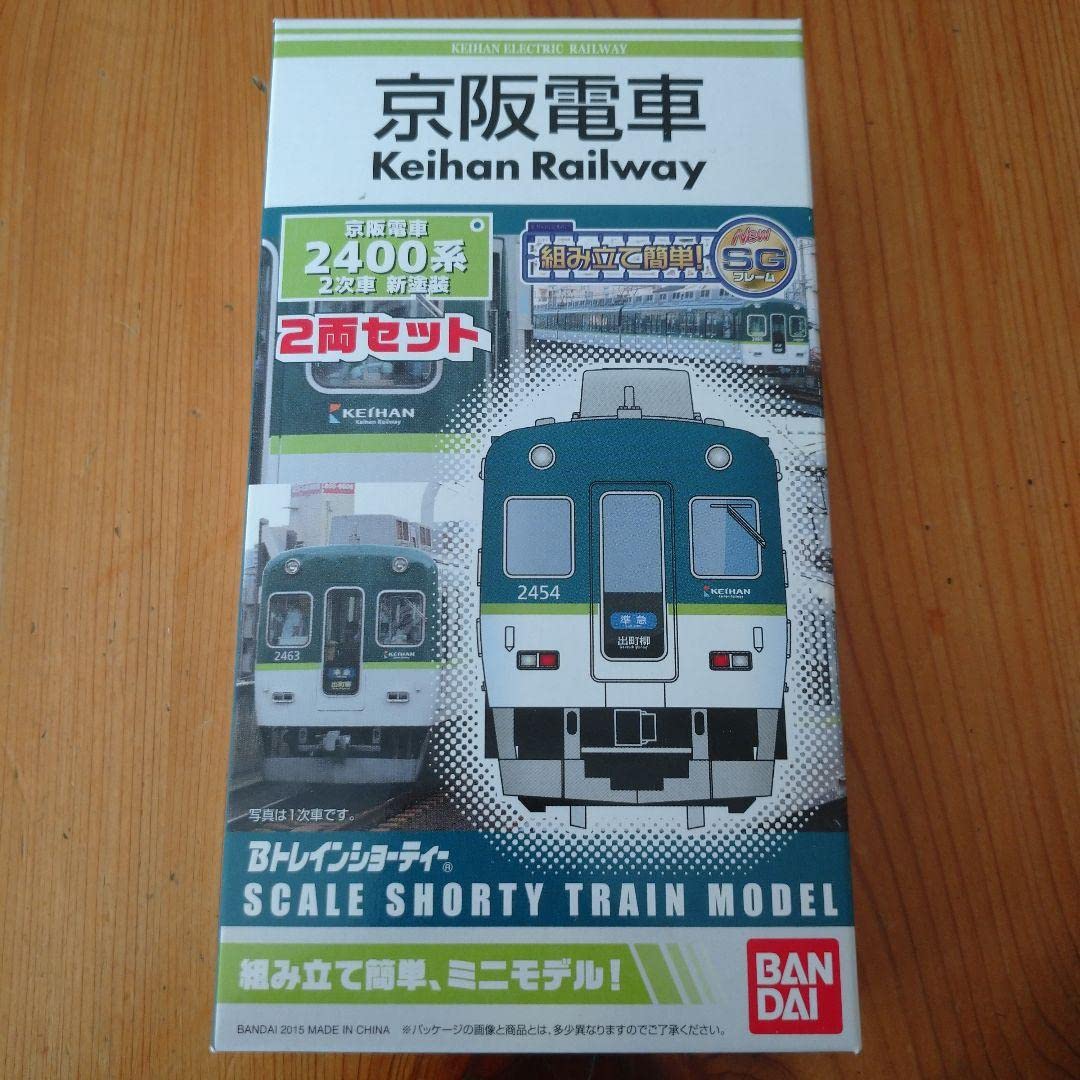 KEIHAN ELECTRIC RAILWAY
京阪電車
Keihan Railway
京阪電車
2400系
2次車 新塗装
2両セット
組み立て簡単!
New
SG
フレーム
KEIHAN
Keihan Railway
2454
KEIHAN
準急
出町柳
2463
KEIHAN
準急
写真は1次車です。
Bトレインショーティー®
SCALE SHORTY TRAIN MODEL
組み立て簡単、ミニモデル!
BAN
DAI
BANDAI 2015 MADE IN CHINA ※パッケージの画像と商品とは、多少異なりますのでご了承ください。